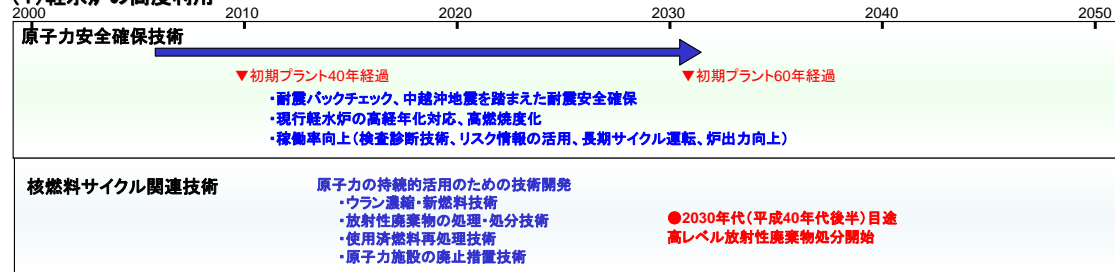 (1)軽水炉の高度利用
2000 2010 2020 2030 2040 2050
原子力安全確保技術
▼初期プラント40年経過 ▼初期プラント60年経過
・耐震バックチェック、中越沖地震を踏まえた耐震安全確保
・現行軽水炉の高経年化対応、高燃焼度化
・稼働率向上(検査診断技術、リスク情報の活用、長期サイクル運転、炉出力向上)
核燃料サイクル関連技術
原子力の持続的活用のための技術開発
・ウラン濃縮・新燃料技術
・放射性廃棄物の処理・処分技術
・使用済燃料再処理技術
・原子力施設の廃止措置技術
●2030年代(平成40年代後半)目途
高レベル放射性廃棄物処分開始